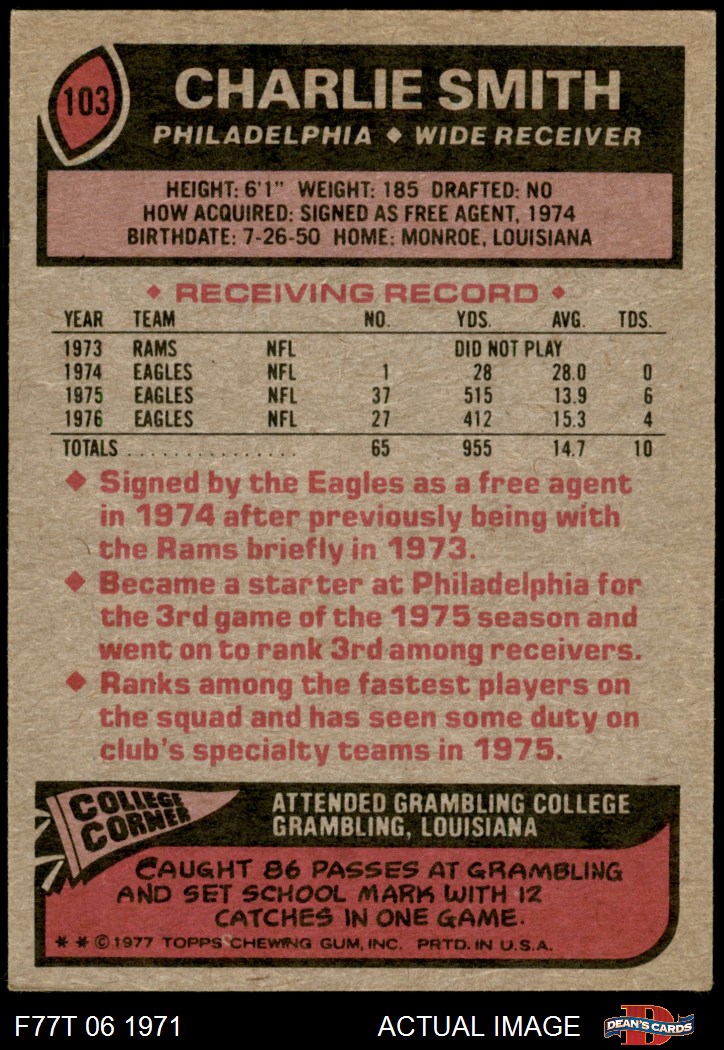 103
CHARLIE SMITH
PHILADELPHIA ◆ WIDE RECEIVER
HEIGHT: 6'1" WEIGHT: 185 DRAFTED: NO
HOW ACQUIRED: SIGNED AS FREE AGENT, 1974
BIRTHDATE: 7-26-50 HOME: MONROE, LOUISIANA
◆ RECEIVING RECORD ◆
YEAR TEAM NO. YDS. AVG. TDS.
1973 RAMS NFL DID NOT PLAY
1974 EAGLES NFL 1 28 28.0 0
1975 EAGLES NFL 37 515 13.9 6
1976 EAGLES NFL 27 412 15.3 4
TOTALS ............... 65 955 14.7 10
◆ Signed by the Eagles as a free agent
in 1974 after previously being with
the Rams briefly in 1973.
◆ Became a starter at Philadelphia for
the 3rd game of the 1975 season and
went on to rank 3rd among receivers.
◆ Ranks among the fastest players on
the squad and has seen some duty on
club's specialty teams in 1975.
COLLEGE
CORNER
ATTENDED GRAMBLING COLLEGE
GRAMBLING, LOUISIANA
CAUGHT 86 PASSES AT GRAMBLING
AND SET SCHOOL MARK WITH 12
CATCHES IN ONE GAME.
* * © 1977 TOPPS CHEWING GUM, INC. PRTD. IN U.S.A.
F77T 06 1971 ACTUAL IMAGE
D
DEAN'S CARDS